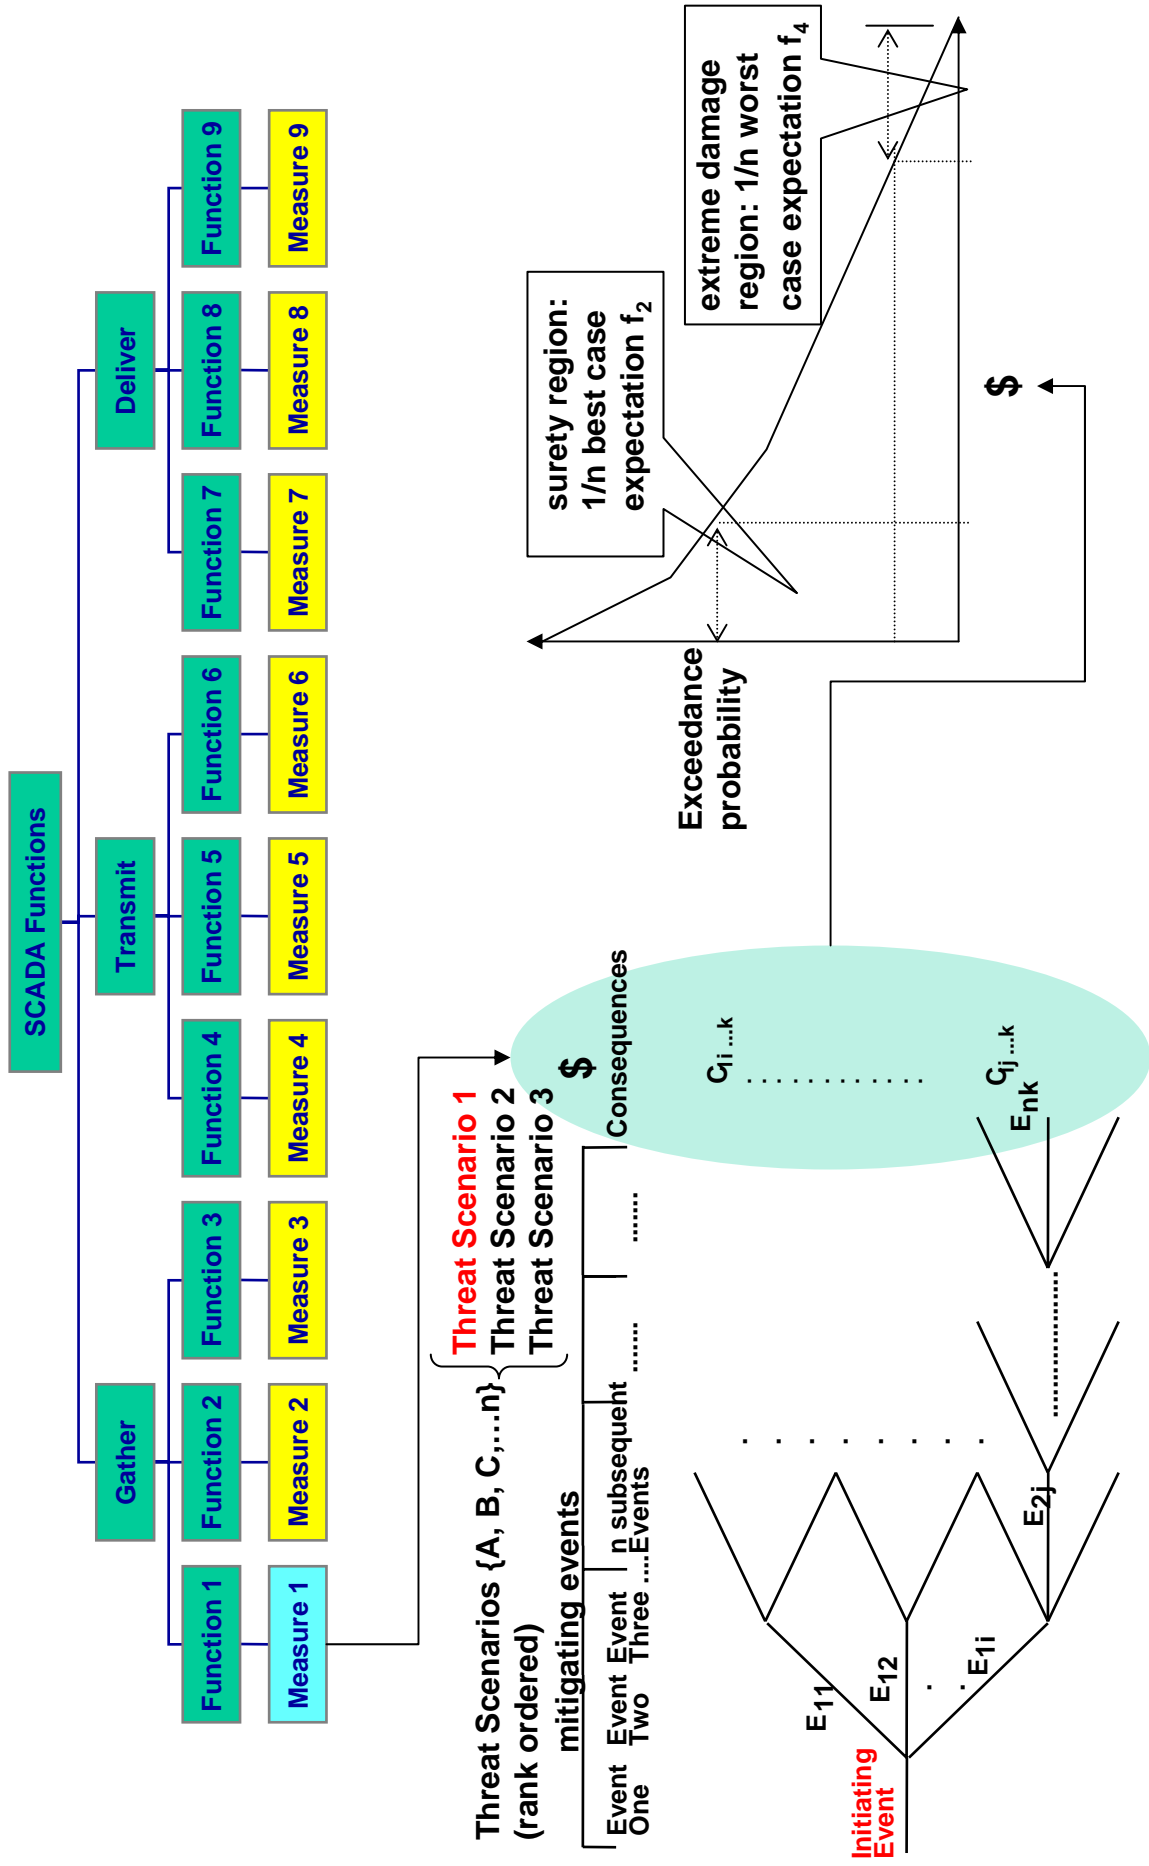 SCADA Functions
Gather
Transmit
Deliver
Function 1
Function 2
Function 3
Function 4
Function 5
Function 6
Function 7
Function 8
Function 9
Measure 1
Measure 2
Measure 3
Measure 4
Measure 5
Measure 6
Measure 7
Measure 8
Measure 9
Threat Scenarios {A, B, C,…n}
(rank ordered)
Threat Scenario 1
Threat Scenario 2
Threat Scenario 3
mitigating events
Event
One
Event
Two
Event
Three
n subsequent
....Events
.......
.......
$
Consequences
Initiating
Event
E11
E12
E1i
E2j
Enk
C1i ...k
Cij ...k
Exceedance
probability
surety region:
1/n best case
expectation f2
extreme damage
region: 1/n worst
case expectation f4
$